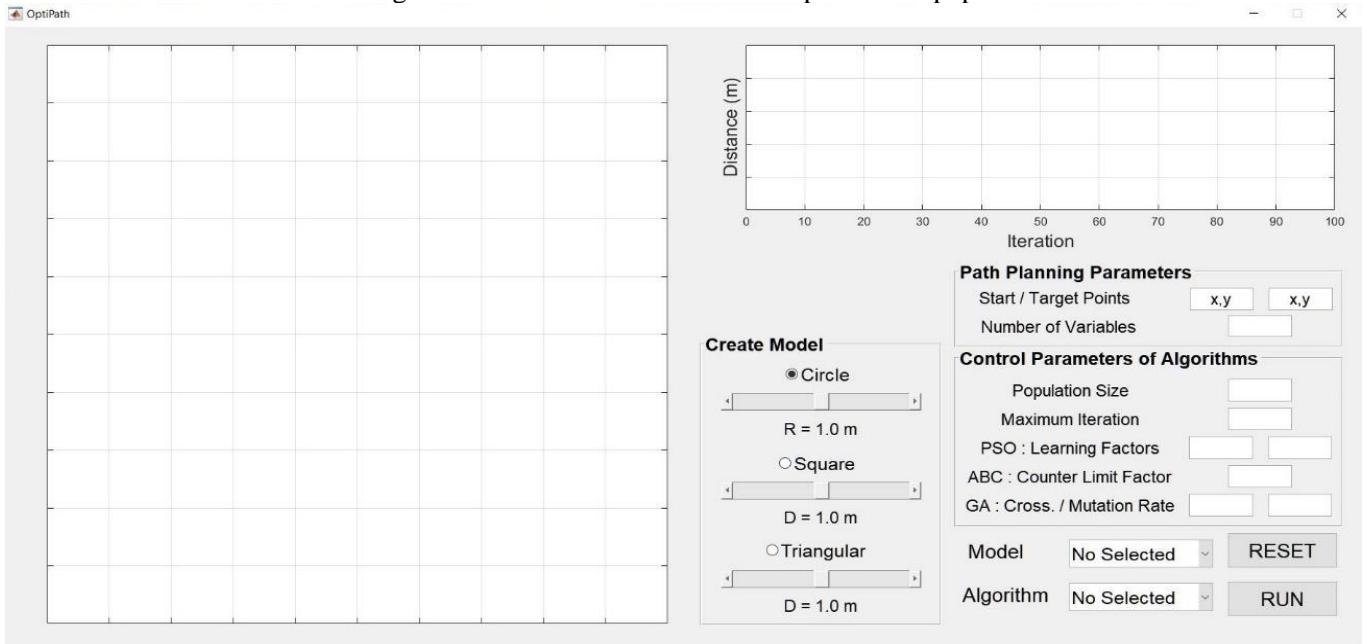 OptiPath
Distance (m)
0 10 20 30 40 50 60 70 80 90 100
Iteration
Path Planning Parameters
Start / Target Points x,y x,y
Number of Variables
Create Model
Circle
R = 1.0 m
Square
D = 1.0 m
Triangular
D = 1.0 m
Control Parameters of Algorithms
Population Size
Maximum Iteration
PSO : Learning Factors
ABC : Counter Limit Factor
GA : Cross. / Mutation Rate
Model No Selected RESET
Algorithm No Selected RUN